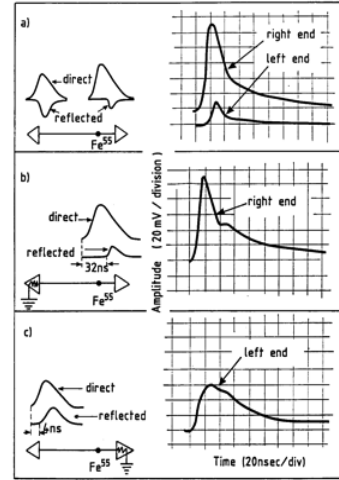 a)
direct
reflected
Fe55
right end
left end
b)
direct
reflected
32ns
Fe55
right end
c)
direct
reflected
Fe55
left end
Amplitude (20 mV / division)
Time (20nsec/div)